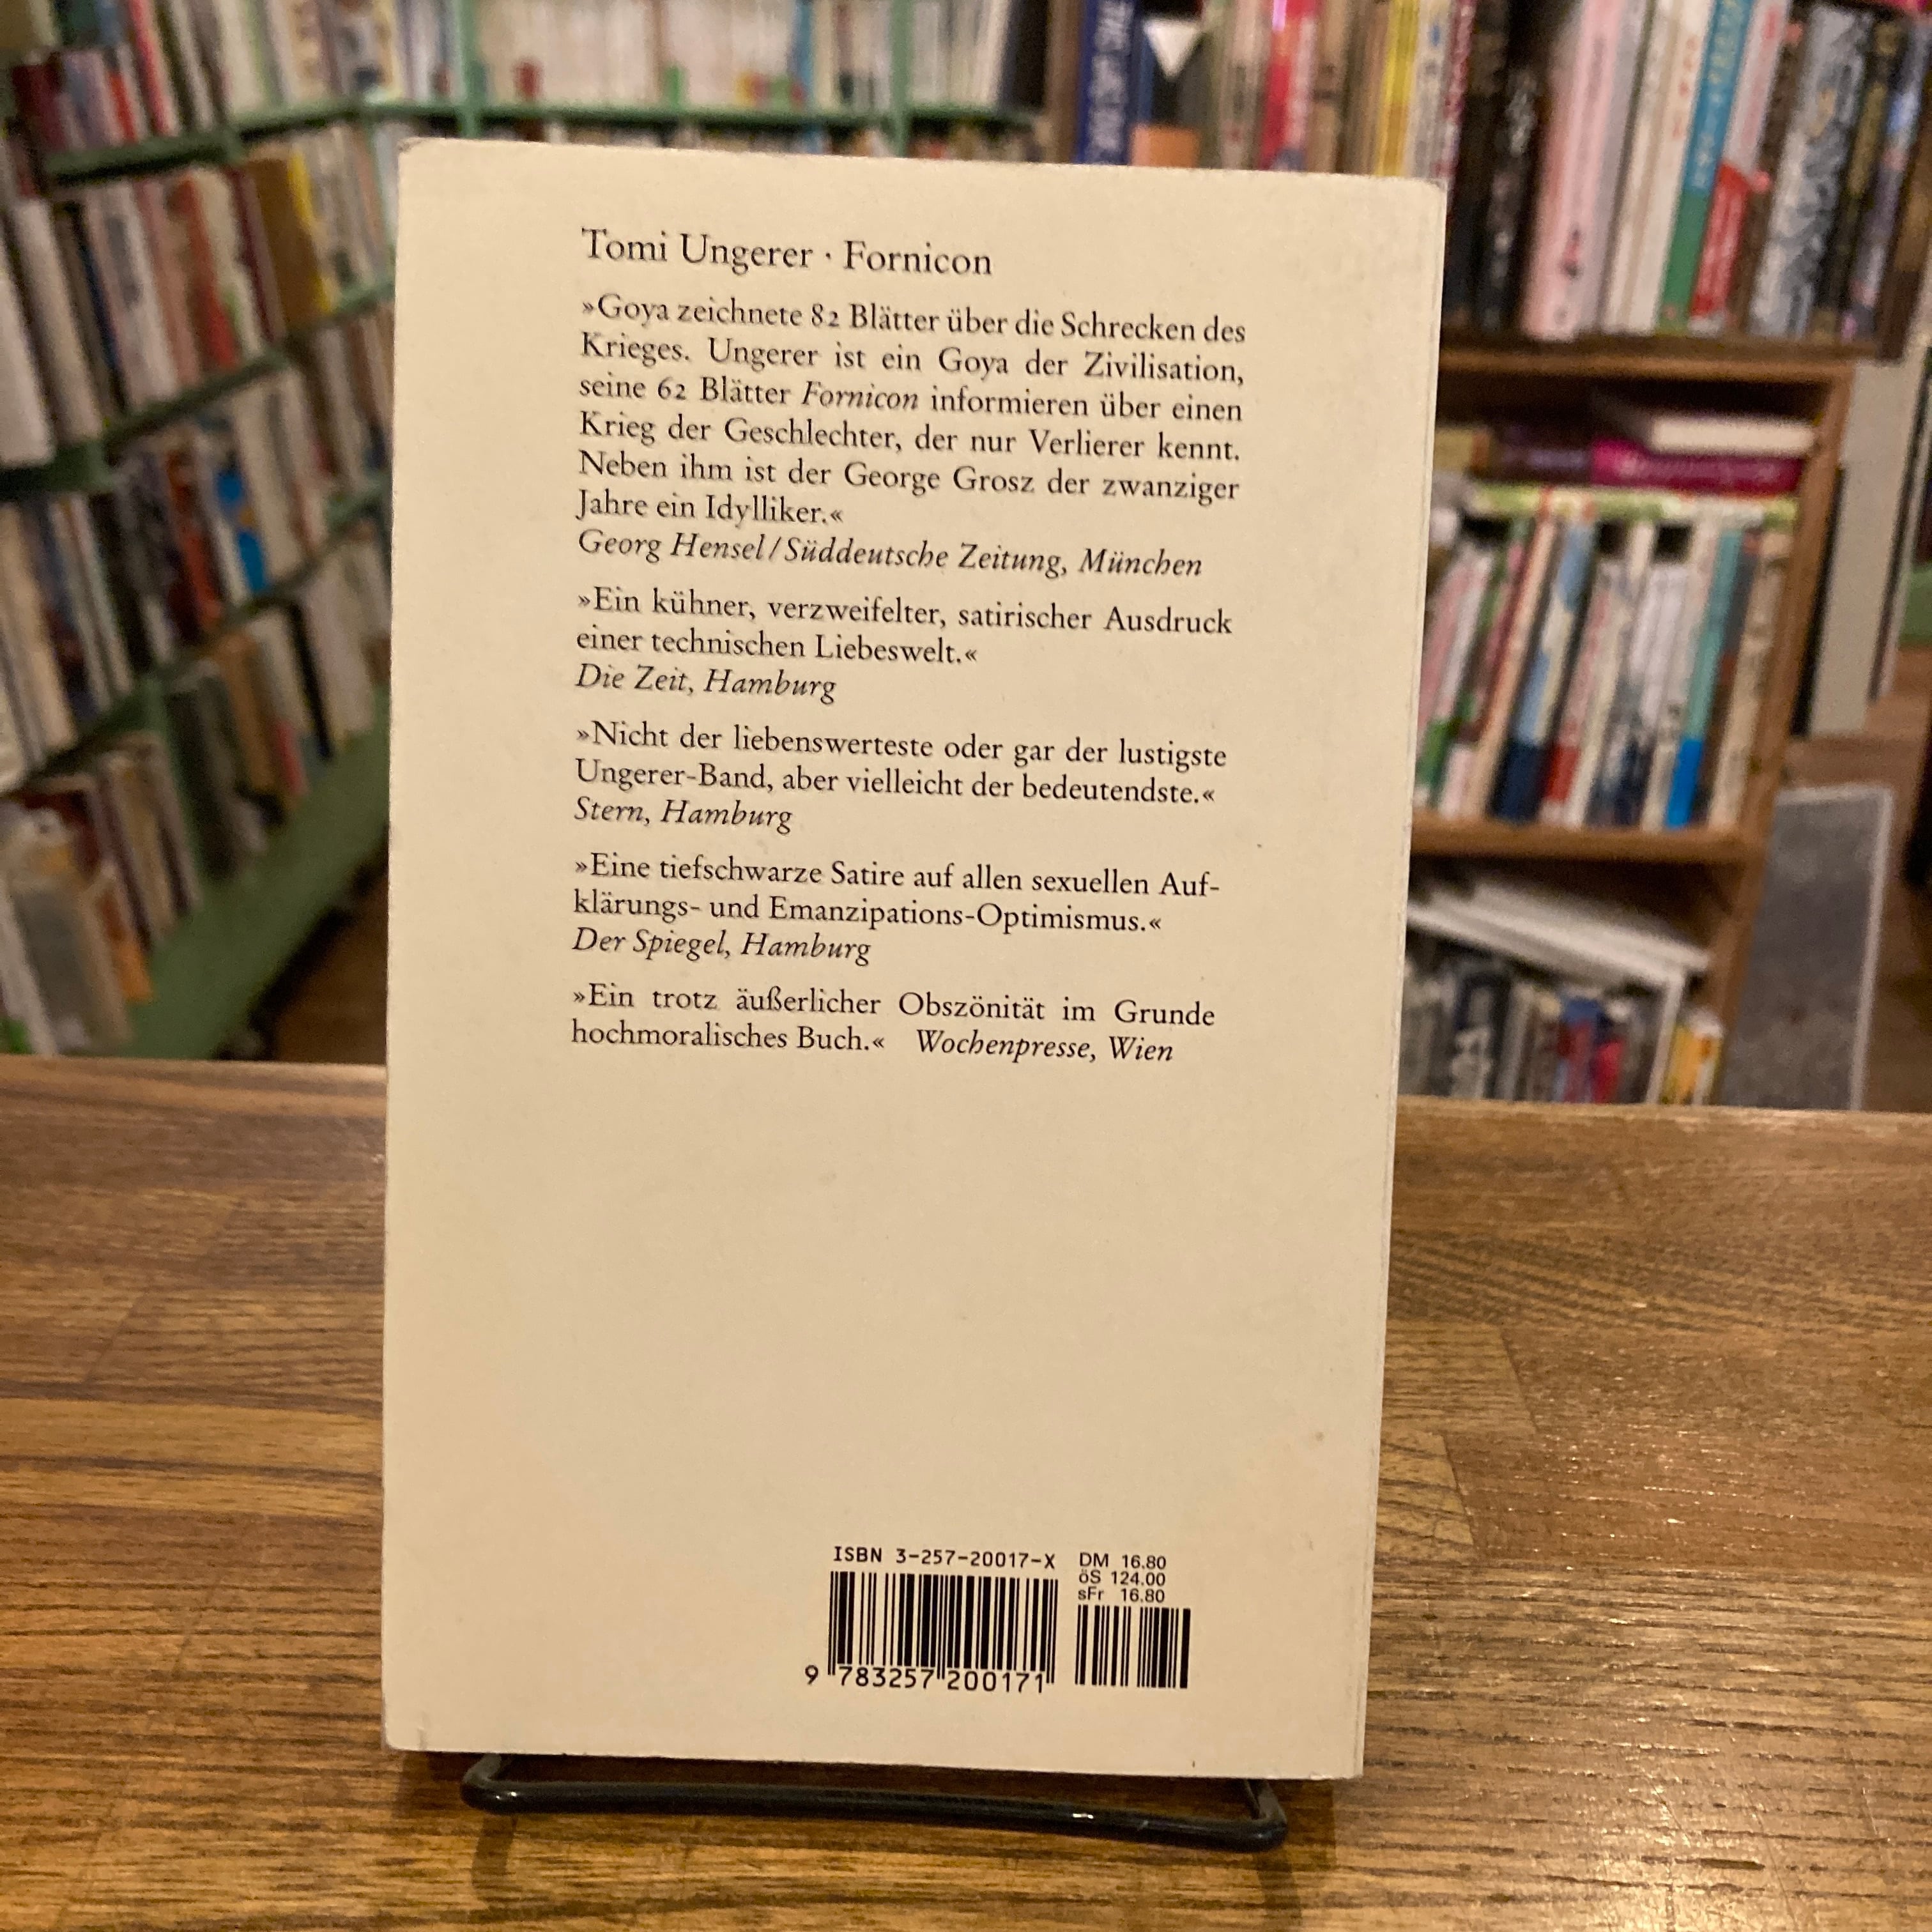 Tomi Ungerer · Fornicon
»Goya zeichnete 82 Blätter über die Schrecken des
Krieges. Ungerer ist ein Goya der Zivilisation,
seine 62 Blätter Fornicon informieren über einen
Krieg der Geschlechter, der nur Verlierer kennt.
Neben ihm ist der George Grosz der zwanziger
Jahre ein Idylliker.«
Georg Hensel/Süddeutsche Zeitung, München
»Ein kühner, verzweifelter, satirischer Ausdruck
einer technischen Liebeswelt.«
Die Zeit, Hamburg
»Nicht der liebenswerteste oder gar der lustigste
Ungerer-Band, aber vielleicht der bedeutendste.«
Stern, Hamburg
»Eine tiefschwarze Satire auf allen sexuellen Auf-
klärungs- und Emanzipations-Optimismus.«
Der Spiegel, Hamburg
»Ein trotz äußerlicher Obszönität im Grunde
hochmoralisches Buch.« Wochenpresse, Wien
ISBN 3-257-20017-X
DM 16.80
öS 124.00
sFr 16.80
9 783257 200171